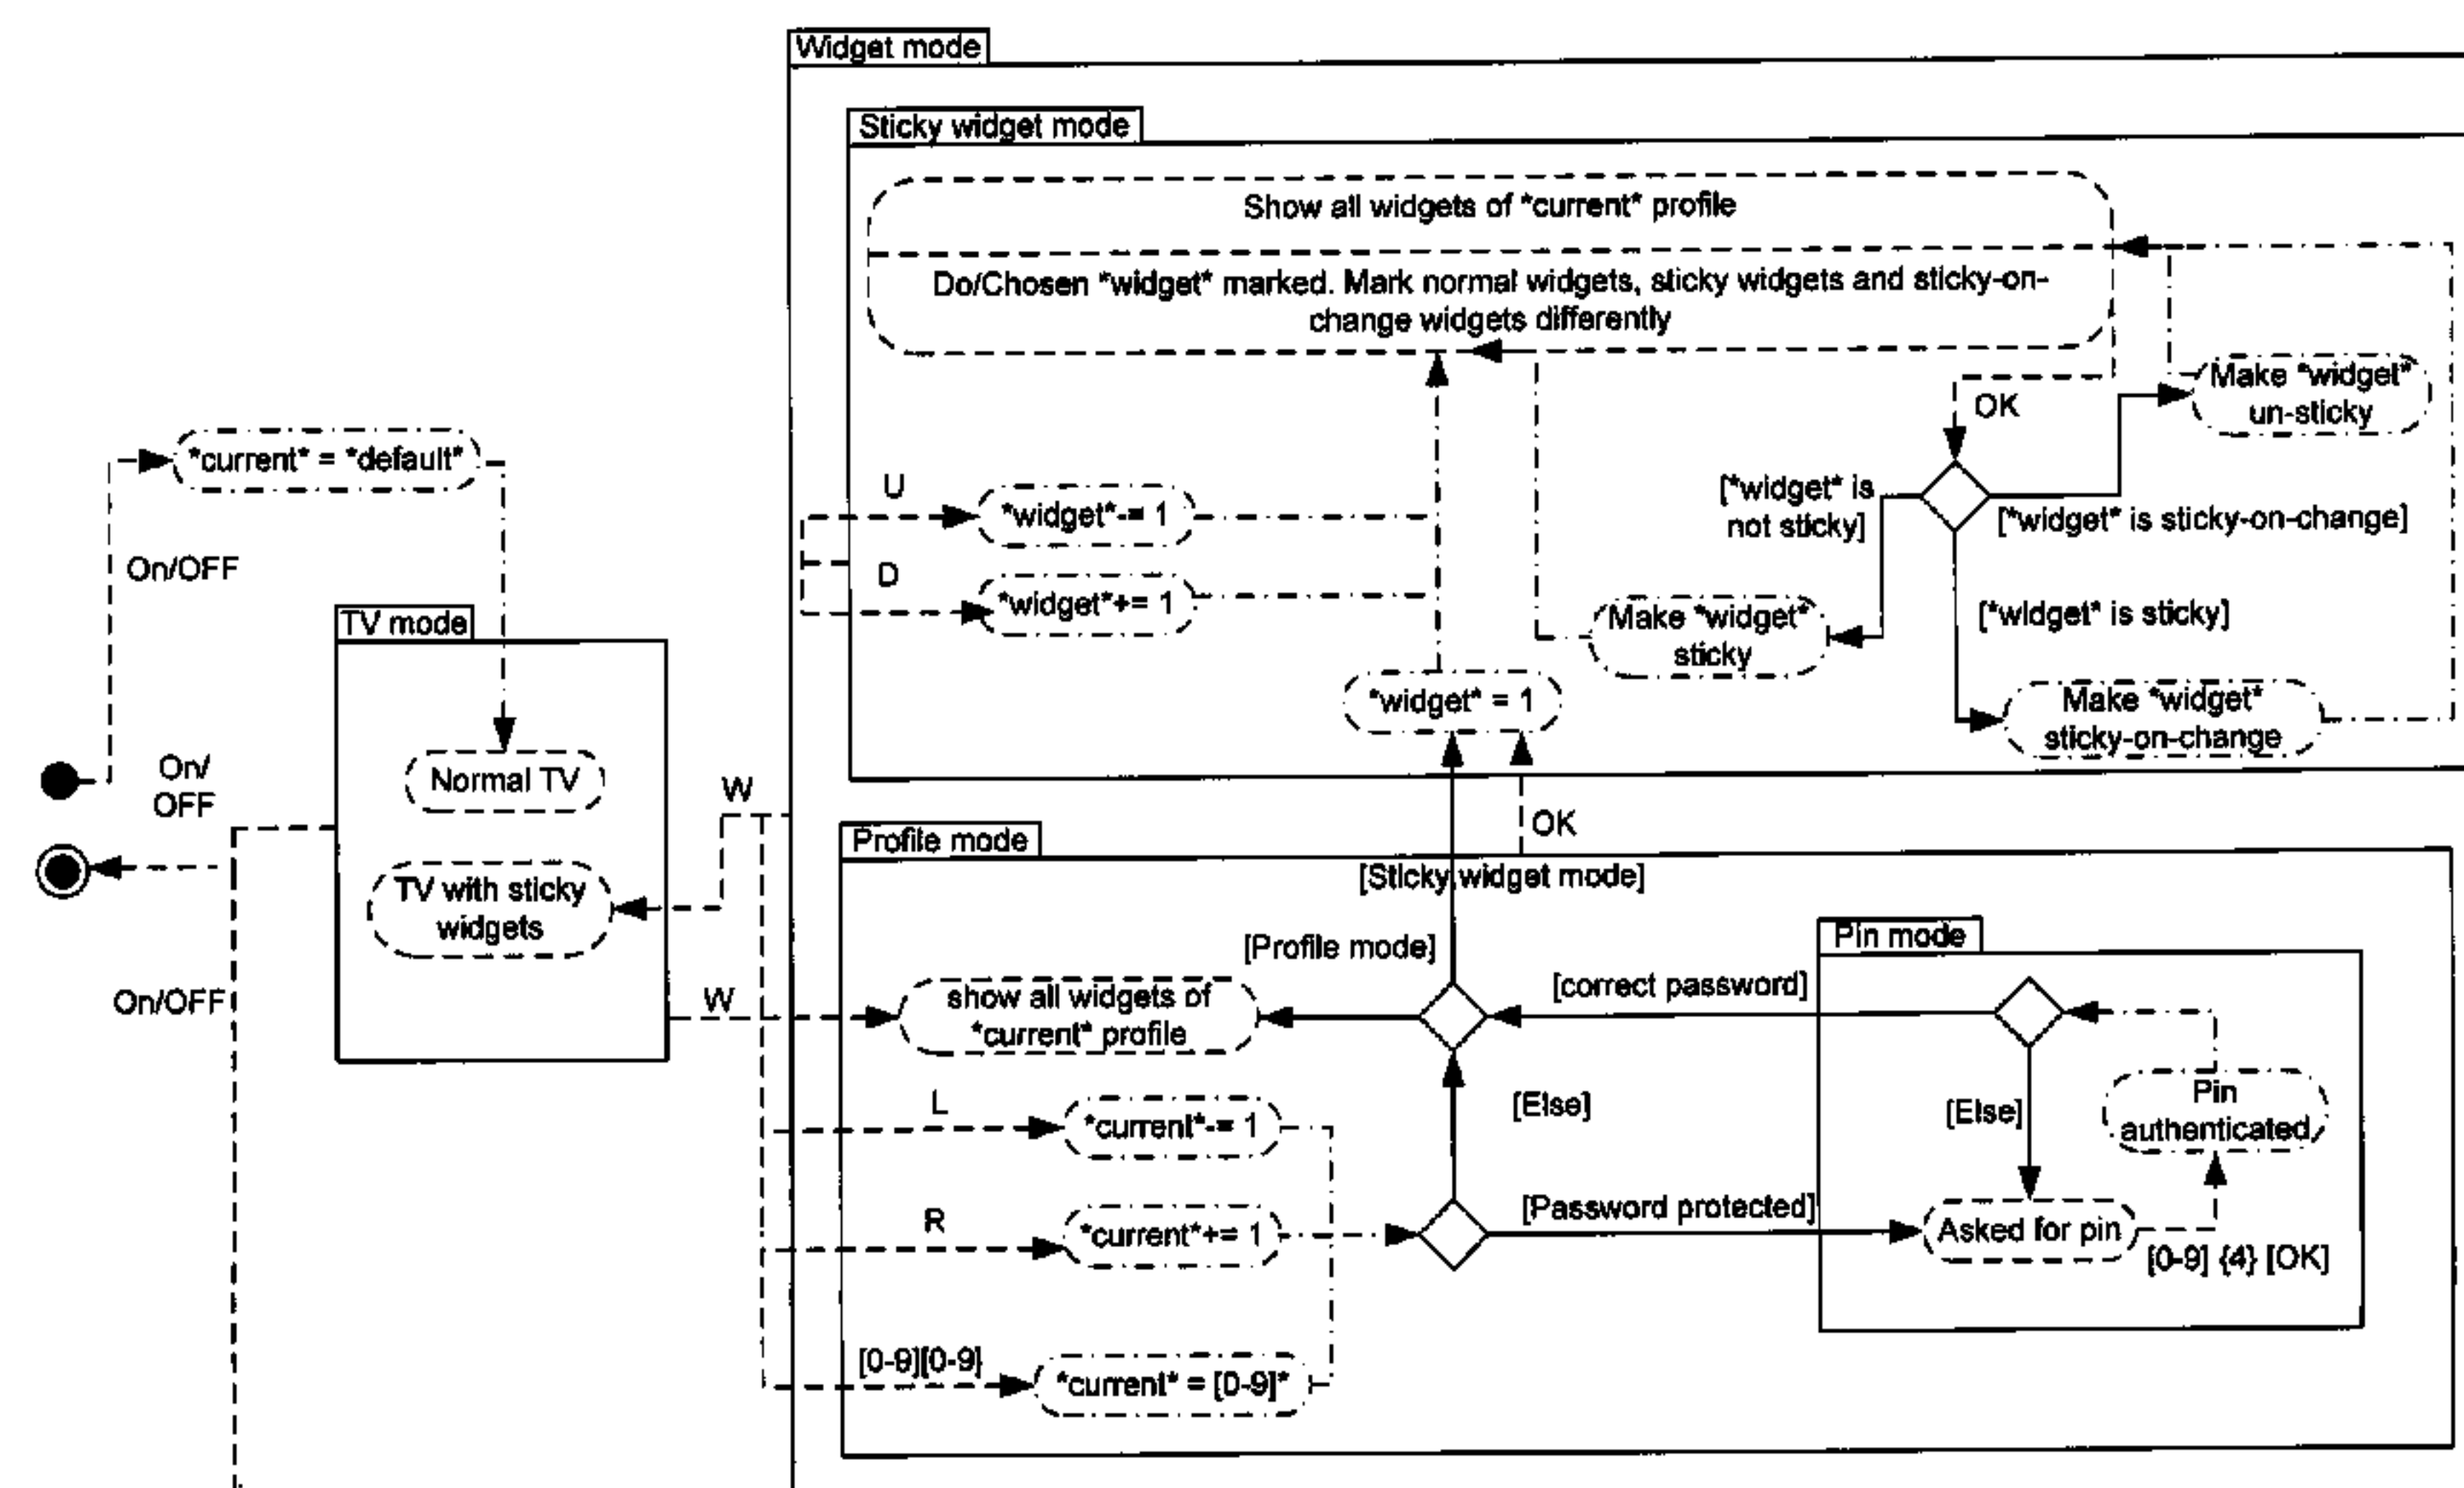 Widget mode
Sticky widget mode
Show all widgets of *current* profile
Do/Chosen *widget* marked. Mark normal widgets, sticky widgets and sticky-on-
change widgets differently
Make *widget*
un-sticky
OK
*current* = *default*
U
*widget*-= 1
[*widget* is
not sticky]
[*widget* is sticky-on-change]
On/OFF
D
*widget*+= 1
Make *widget*
sticky
[*widget* is sticky]
TV mode
*widget* = 1
Make *widget*
sticky-on-change
On/
OFF
Normal TV
W
OK
Profile mode
[Sticky widget mode]
TV with sticky
widgets
[Profile mode]
Pin mode
On/OFF
W
show all widgets of
*current* profile
[correct password]
L
*current*-= 1
[Else]
[Else]
Pin
authenticated
R
*current*+= 1
[Password protected]
Asked for pin
[0-9] {4} [OK]
[0-9][0-9]
*current* = [0-9]*